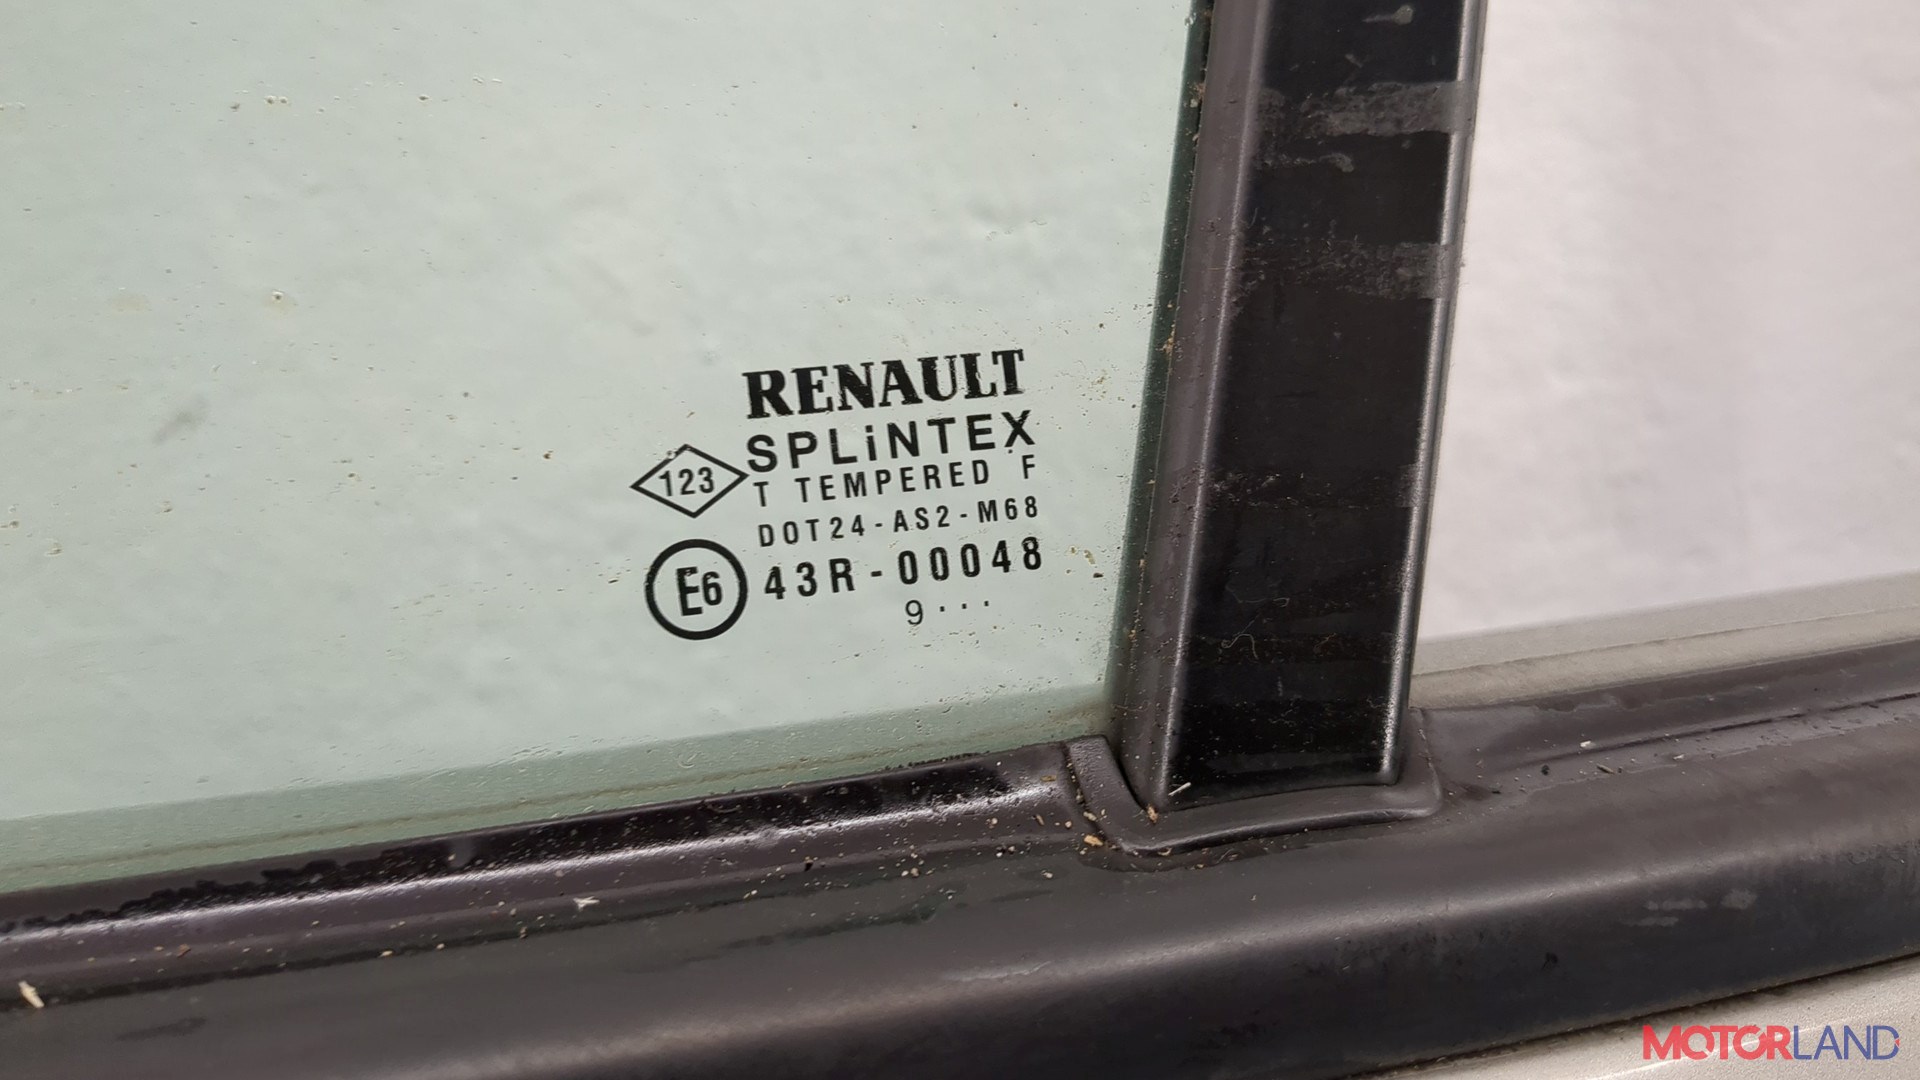 RENAULT
SPLiNTEX
123
T TEMPERED F
DOT24-AS2-M68
E6 43R-00048
9···
MOTORLAND